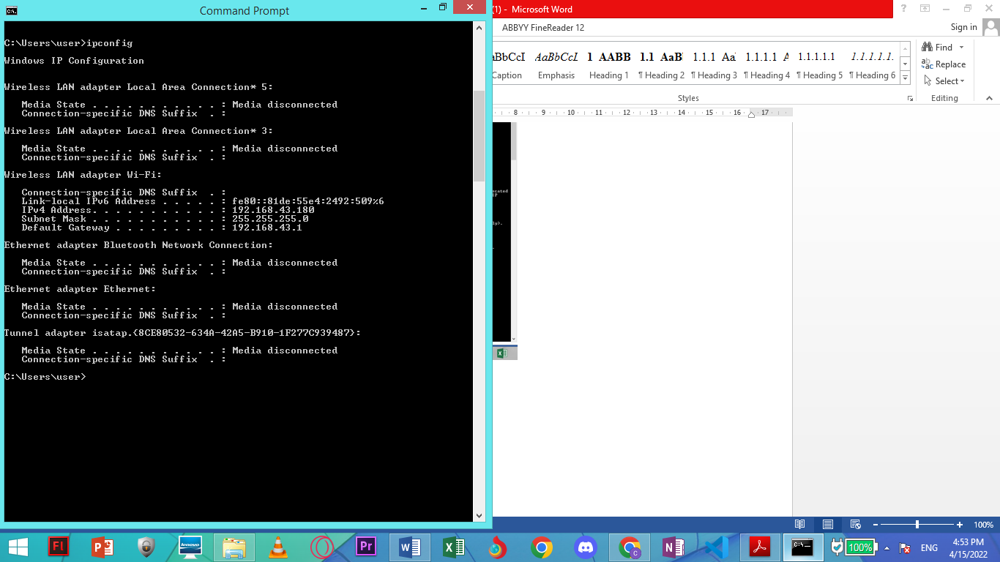 Command Prompt
C:\Users\user>ipconfig
Windows IP Configuration
Wireless LAN adapter Local Area Connection* 5:
Media State . . . . . . . . . . . : Media disconnected
Connection-specific DNS Suffix . :
Wireless LAN adapter Local Area Connection* 3:
Media State . . . . . . . . . . . : Media disconnected
Connection-specific DNS Suffix . :
Wireless LAN adapter Wi-Fi:
Connection-specific DNS Suffix . :
Link-local IPv6 Address . . . . . : fe80::81de:55e4:2492:509%6
IPv4 Address. . . . . . . . . . . : 192.168.43.180
Subnet Mask . . . . . . . . . . . : 255.255.255.0
Default Gateway . . . . . . . . . : 192.168.43.1
Ethernet adapter Bluetooth Network Connection:
Media State . . . . . . . . . . . : Media disconnected
Connection-specific DNS Suffix . :
Ethernet adapter Ethernet:
Media State . . . . . . . . . . . : Media disconnected
Connection-specific DNS Suffix . :
Tunnel adapter isatap.{8CE80532-634A-42A5-B910-1F277C939487}:
Media State . . . . . . . . . . . : Media disconnected
Connection-specific DNS Suffix . :
C:\Users\user>
(1) - Microsoft Word
ABBYY FineReader 12
Sign in
aBbCcI AaBbCcI 1 AABB 1.1 AaB 1.1.1 Aa 1.1.1.1 A 1.1.1.1.1 1.1.1.1.1.
Caption Emphasis Heading 1 ¶ Heading 2 ¶ Heading 3 ¶ Heading 4 ¶ Heading 5 ¶ Heading 6
Styles
Find
Replace
Select
Editing
8 9 10 11 12 13 14 15 16 17
100%
100%
ENG
4:53 PM
4/15/2022